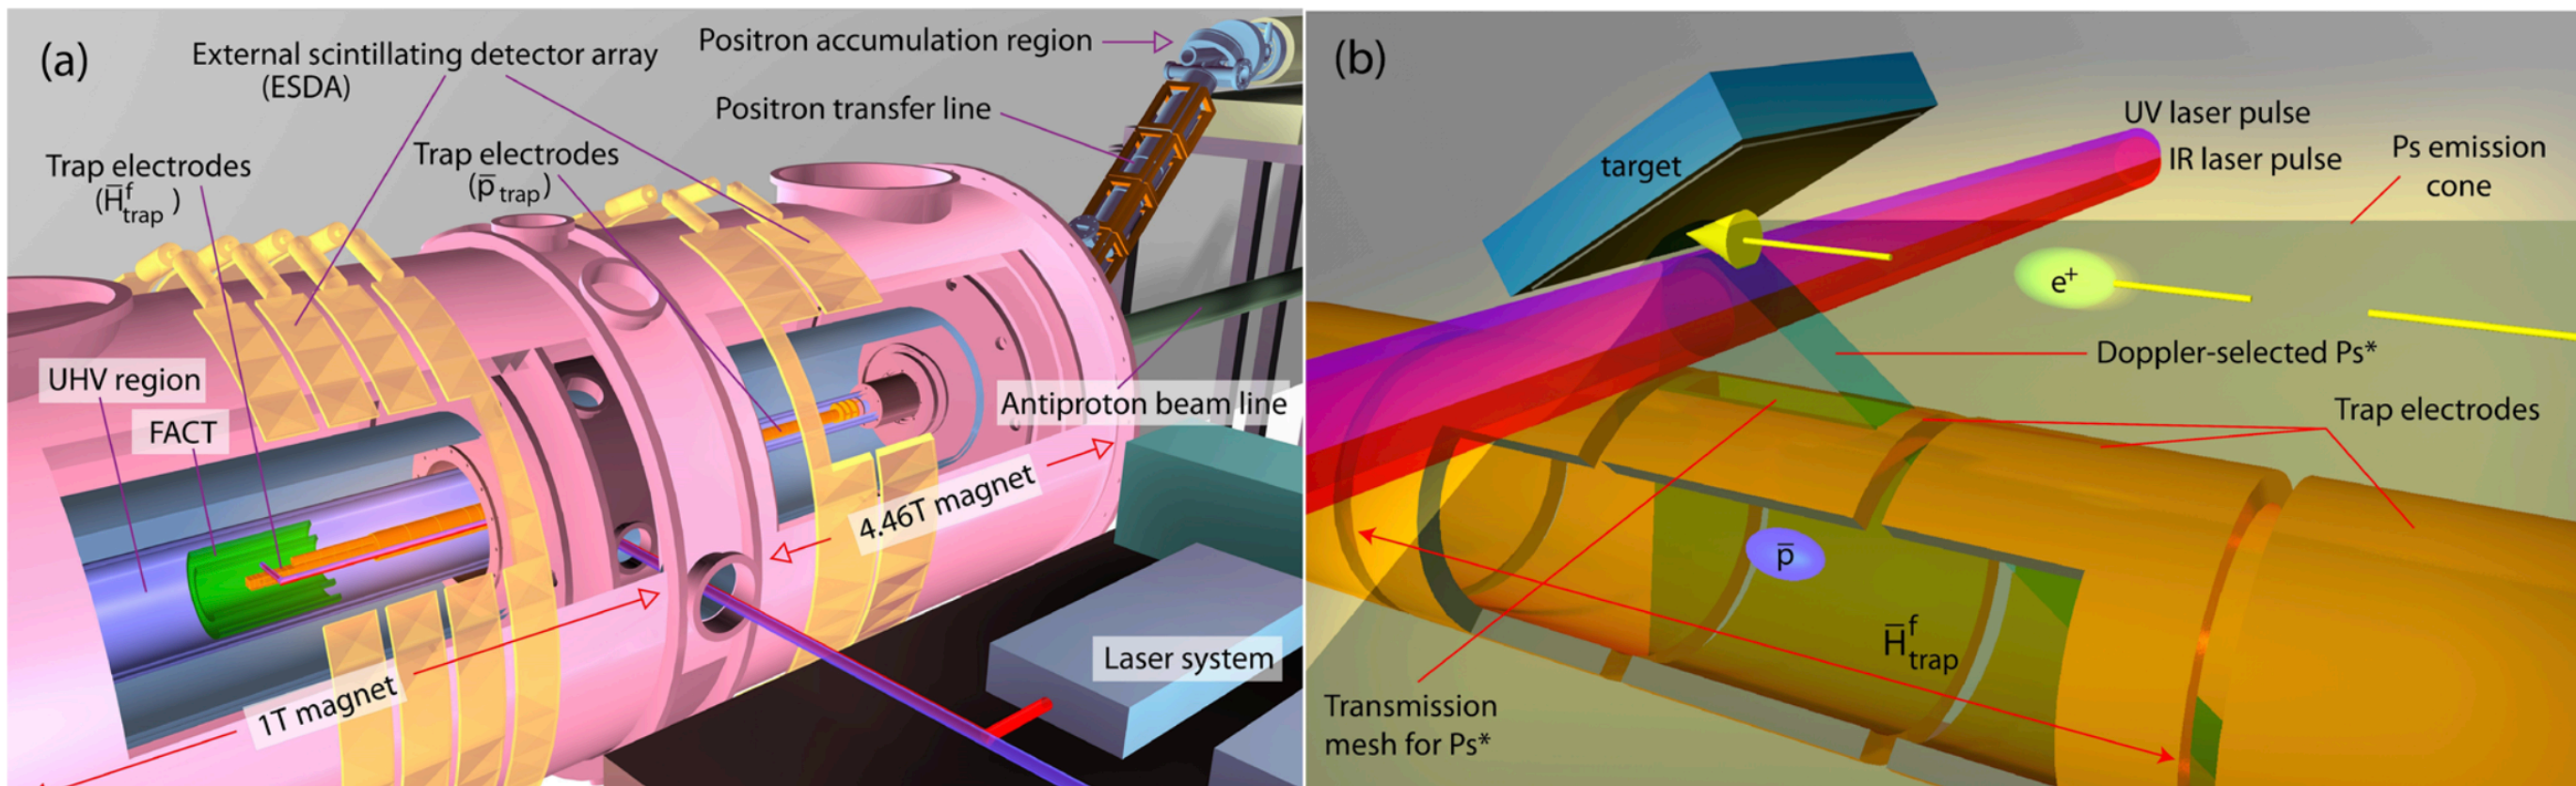 (a)
External scintillating detector array
(ESDA)
Positron accumulation region
Positron transfer line
Trap electrodes
(H̄ᶠtrap )
Trap electrodes
(p̄ trap)
UHV region
FACT
Antiproton beam line
4.46T magnet
1T magnet
Laser system
(b)
target
UV laser pulse
IR laser pulse
Ps emission
cone
e⁺
Doppler-selected Ps*
Trap electrodes
p̄
H̄ᶠtrap
Transmission
mesh for Ps*